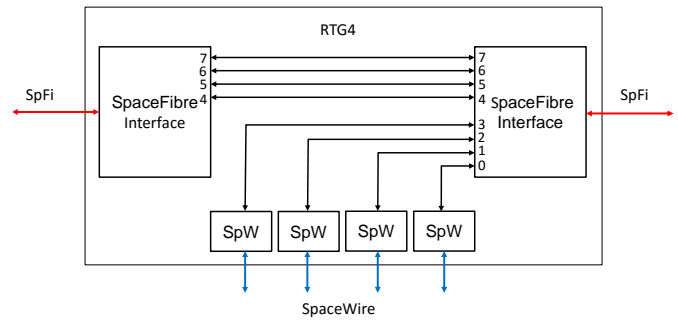 RTG4
7
6
5
4
SpaceFibre
Interface
7
6
5
4
3
2
1
0
SpaceFibre
Interface
SpFi
SpFi
SpW
SpW
SpW
SpW
SpaceWire